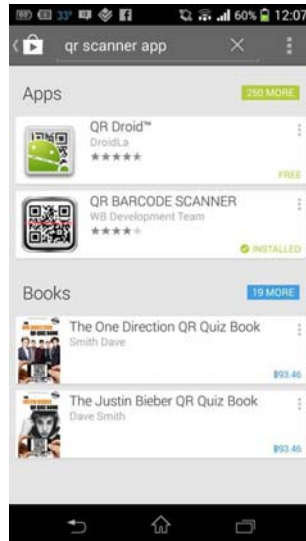 33°
60%
12:07
qr scanner app
Apps
250 MORE
QR Droid™
DroidLa
FREE
QR BARCODE SCANNER
WB Development Team
INSTALLED
Books
19 MORE
The One Direction QR Quiz Book
Smith Dave
฿93.46
The Justin Bieber QR Quiz Book
Dave Smith
฿93.46